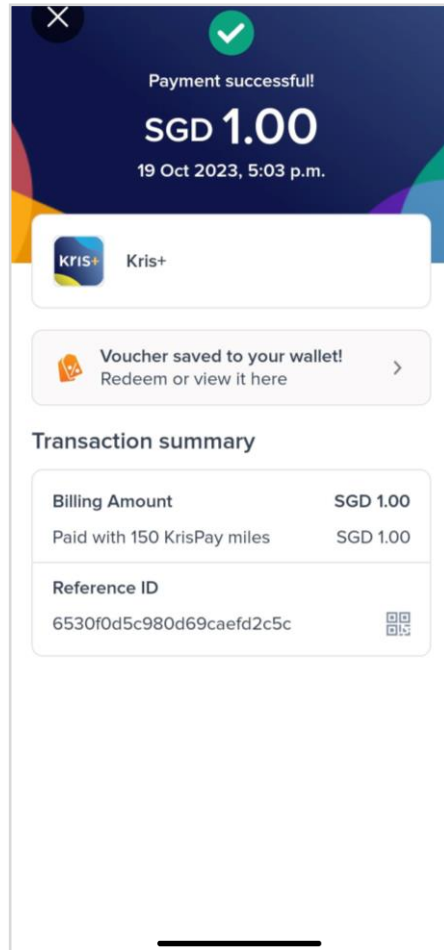 Payment successful!
SGD 1.00
19 Oct 2023, 5:03 p.m.
KrIS+
Kris+
Voucher saved to your wallet!
Redeem or view it here
Transaction summary
Billing Amount SGD 1.00
Paid with 150 KrisPay miles SGD 1.00
Reference ID
6530f0d5c980d69caefd2c5c